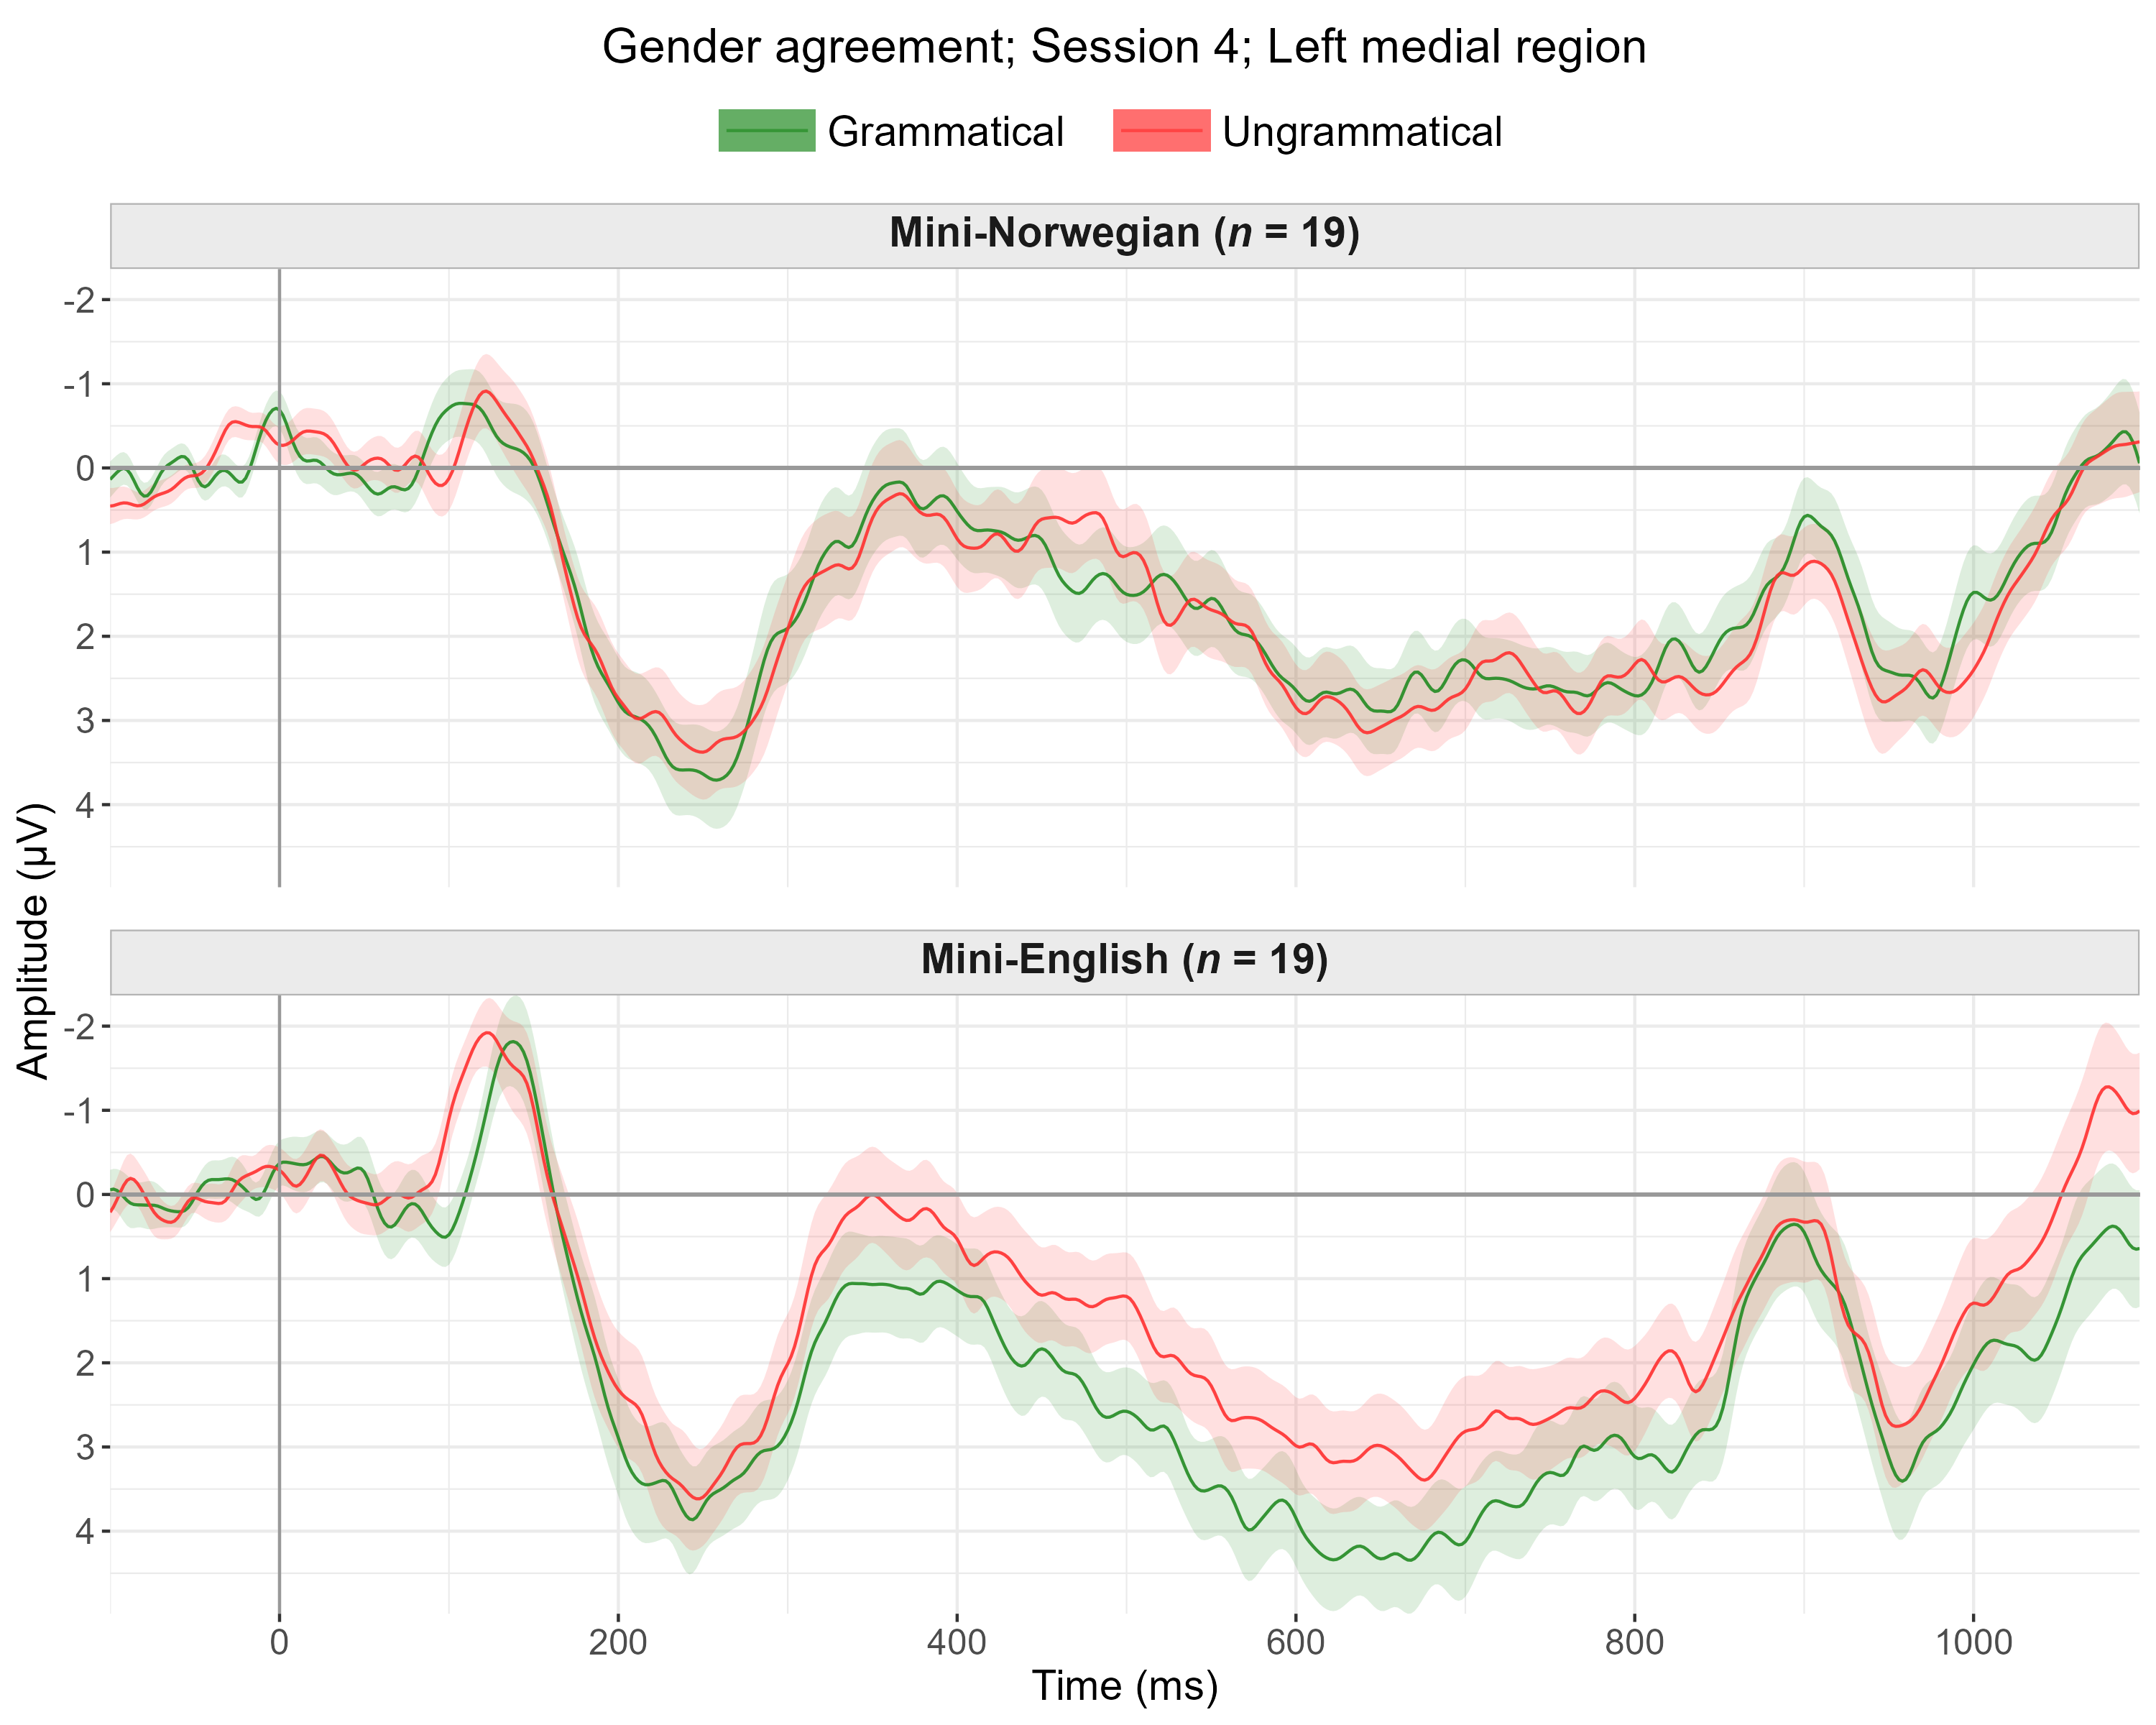 Gender agreement; Session 4; Left medial region
Grammatical Ungrammatical
Mini-Norwegian (n = 19)
-2
-1
0
1
2
3
4
Mini-English (n = 19)
-2
-1
0
1
2
3
4
0 200 400 600 800 1000
Time (ms)
Amplitude (µV)